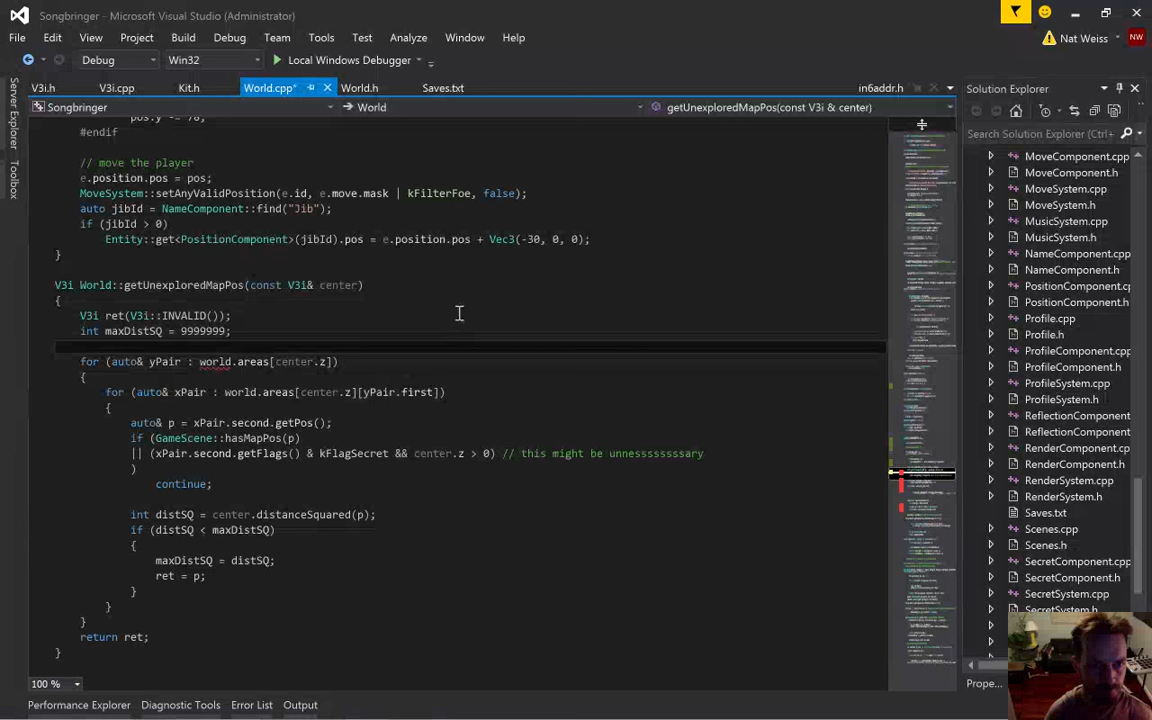 Songbringer - Microsoft Visual Studio (Administrator)
File Edit View Project Build Debug Team Tools Test Analyze Window Help
Nat Weiss NW
Debug Win32 Local Windows Debugger
V3i.h V3i.cpp Kit.h World.cpp* World.h Saves.txt in6addr.h
Songbringer World getUnexploredMapPos(const V3i & center)
#endif
// move the player
e.position.pos = pos;
MoveSystem::setAnyValidPosition(e.id, e.move.mask | kFilterFoe, false);
auto jibId = NameComponent::find("Jib");
if (jibId > 0)
Entity::get<PositionComponent>(jibId).pos = e.position.pos + Vec3(-30, 0, 0);
}
V3i World::getUnexploredMapPos(const V3i& center)
{
V3i ret(V3i::INVALID());
int maxDistSQ = 9999999;
for (auto& yPair : world.areas[center.z])
{
for (auto& xPair : world.areas[center.z][yPair.first])
{
auto& p = xPair.second.getPos();
if (GameScene::hasMapPos(p)
|| (xPair.second.getFlags() & kFlagSecret && center.z > 0) // this might be unnesssssssary
)
continue;
int distSQ = center.distanceSquared(p);
if (distSQ < maxDistSQ)
{
maxDistSQ = distSQ;
ret = p;
}
}
}
return ret;
}
100 %
Performance Explorer Diagnostic Tools Error List Output
Server Explorer
Toolbox
Solution Explorer
Search Solution Explorer
MoveComponent.cpp
MoveComponent.h
MoveSystem.cpp
MoveSystem.h
MusicSystem.cpp
MusicSystem.h
NameComponent.cpp
NameComponent.h
PositionComponent.cpp
PositionComponent.h
Profile.cpp
Profile.h
ProfileComponent.cpp
ProfileComponent.h
ProfileSystem.cpp
ProfileSystem.h
ReflectionComponent
ReflectionComponent
RenderComponent.cpp
RenderComponent.h
RenderSystem.cpp
RenderSystem.h
Saves.txt
Scenes.cpp
Scenes.h
SecretComponent.cpp
SecretComponent.h
SecretSystem.cpp
SecretSystem.h
Prope...